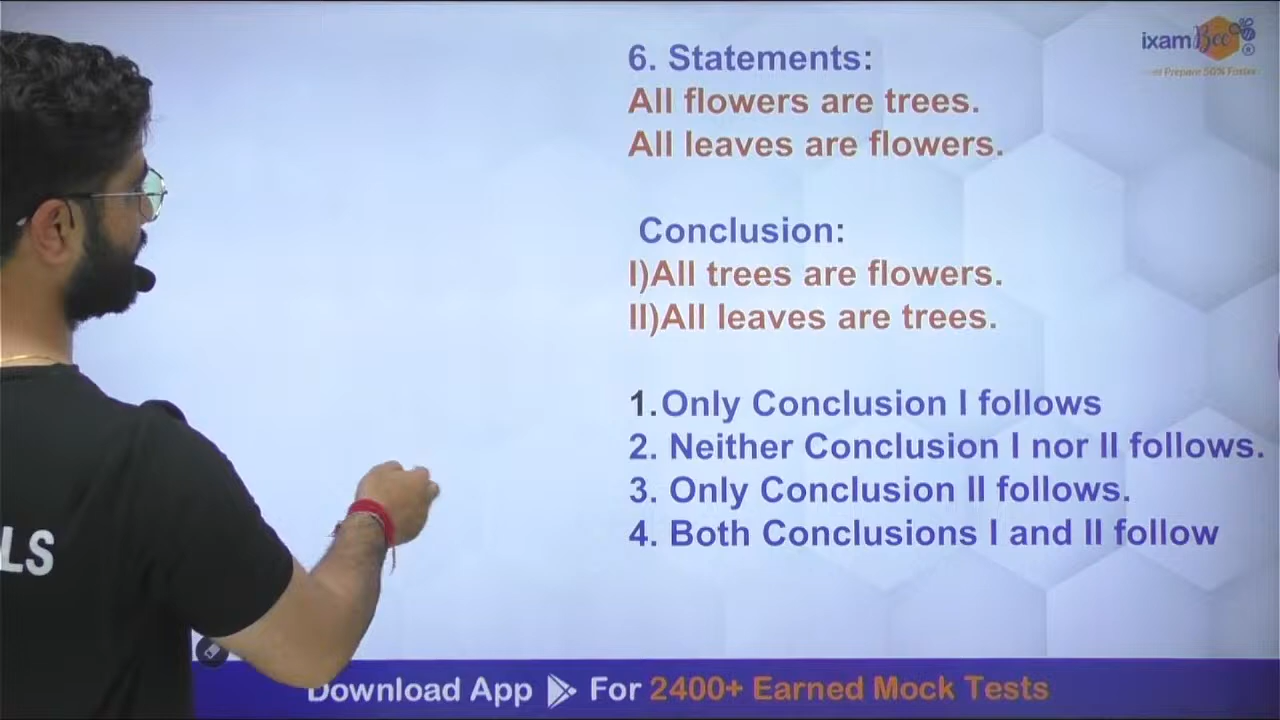 ixamBee
6. Statements:
All flowers are trees.
All leaves are flowers.
Conclusion:
I)All trees are flowers.
II)All leaves are trees.
1.Only Conclusion I follows
2. Neither Conclusion I nor II follows.
3. Only Conclusion II follows.
4. Both Conclusions I and II follow
LS
Download App For 2400+ Earned Mock Tests